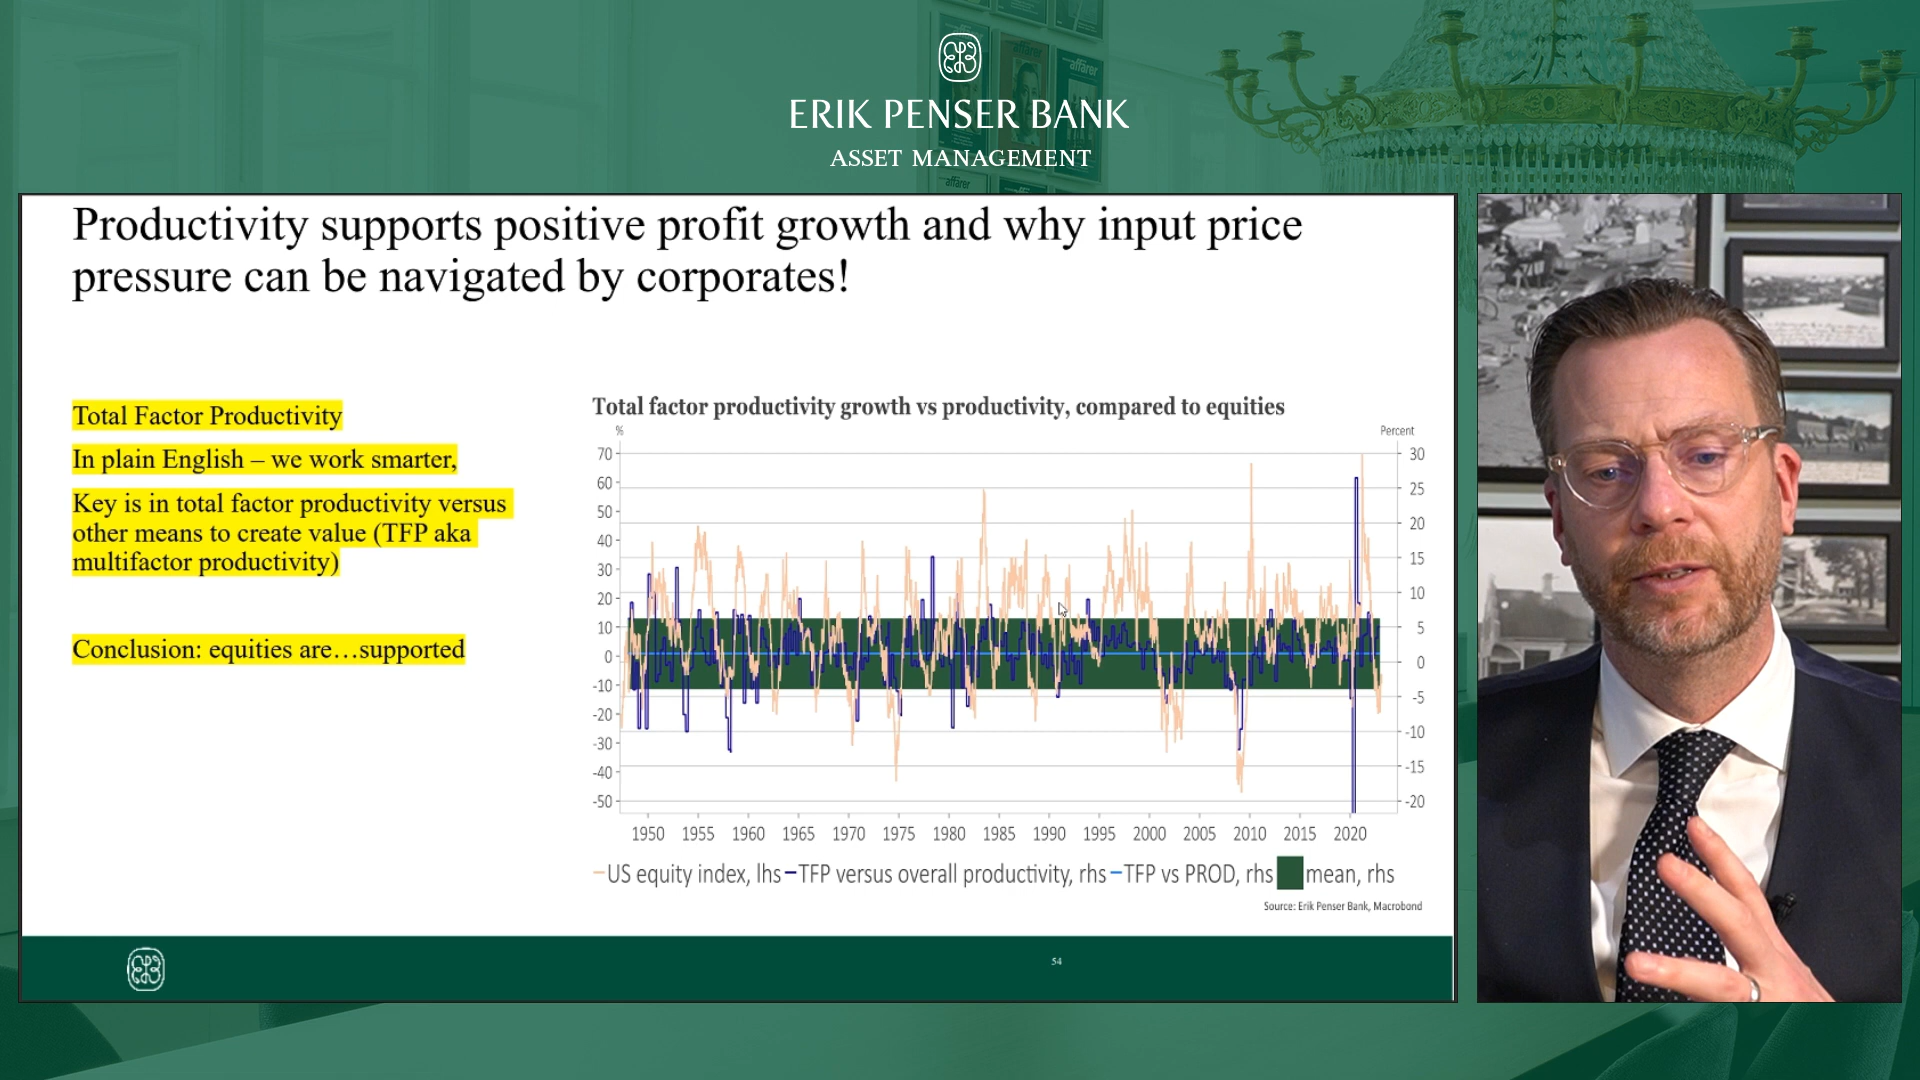 affärer
affärer
ERIK PENSER BANK
ASSET MANAGEMENT
affärer
Productivity supports positive profit growth and why input price
pressure can be navigated by corporates!
Total Factor Productivity
In plain English – we work smarter,
Key is in total factor productivity versus
other means to create value (TFP aka
multifactor productivity)
Conclusion: equities are…supported
Total factor productivity growth vs productivity, compared to equities
% Percent
70 30
60 25
50 20
40 15
30 10
20 5
10 0
0 -5
-10 -10
-20 -15
-30 -20
-40
-50
1950 1955 1960 1965 1970 1975 1980 1985 1990 1995 2000 2005 2010 2015 2020
US equity index, lhs TFP versus overall productivity, rhs TFP vs PROD, rhs mean, rhs
Source: Erik Penser Bank, Macrobond
54